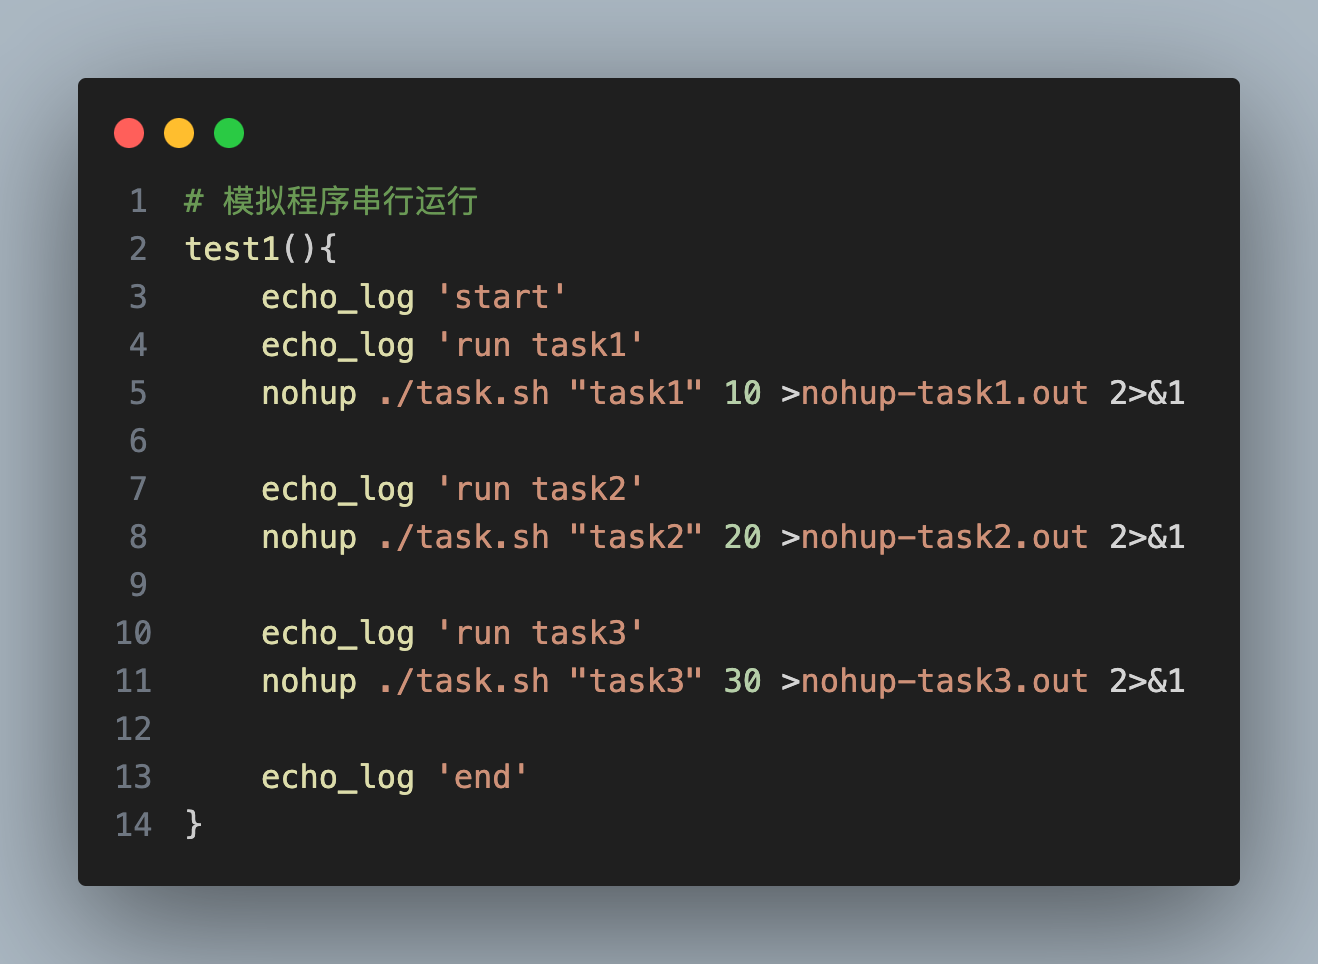 1 # 模拟程序串行运行
2 test1(){
3     echo_log 'start'
4     echo_log 'run task1'
5     nohup ./task.sh "task1" 10 >nohup-task1.out 2>&1
6
7     echo_log 'run task2'
8     nohup ./task.sh "task2" 20 >nohup-task2.out 2>&1
9
10     echo_log 'run task3'
11     nohup ./task.sh "task3" 30 >nohup-task3.out 2>&1
12
13     echo_log 'end'
14 }